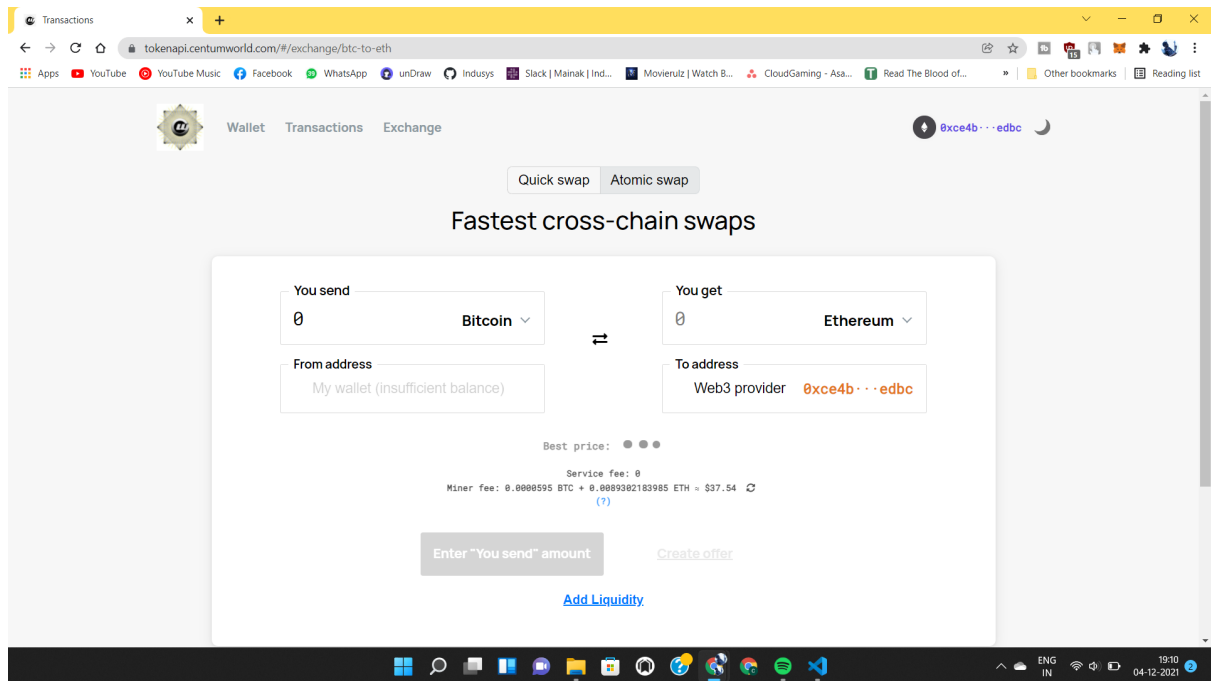 Transactions
tokenapi.centumworld.com/#/exchange/btc-to-eth
15
Apps YouTube YouTube Music Facebook WhatsApp unDraw Indusys Slack | Mainak | Ind... Movierulz | Watch B... CloudGaming - Asa... Read The Blood of... » Other bookmarks Reading list
Wallet Transactions Exchange 0xce4b···edbc
Quick swap Atomic swap
Fastest cross-chain swaps
You send You get
0 Bitcoin 0 Ethereum
From address To address
My wallet (insufficient balance) Web3 provider 0xce4b···edbc
Best price:
Service fee: 0
Miner fee: 0.0000595 BTC + 0.0089302183985 ETH ≈ $37.54
(?)
Enter "You send" amount Create offer
Add Liquidity
ENG
IN
19:10
04-12-2021
2